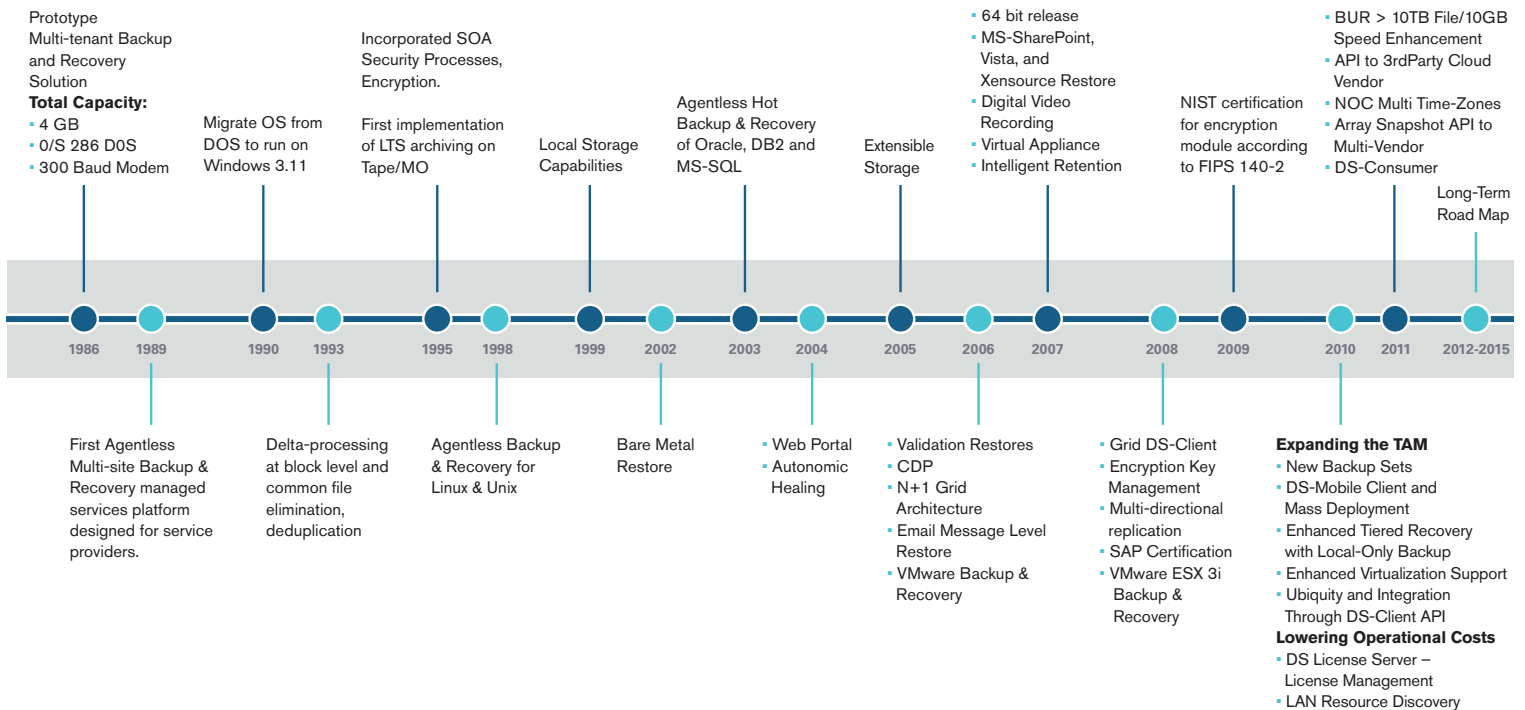 Prototype
Multi-tenant Backup
and Recovery
Solution
Total Capacity:
▪ 4 GB
▪ 0/S 286 D0S
▪ 300 Baud Modem
Migrate OS from
DOS to run on
Windows 3.11
Incorporated SOA
Security Processes,
Encryption.
First implementation
of LTS archiving on
Tape/MO
Local Storage
Capabilities
Agentless Hot
Backup & Recovery
of Oracle, DB2 and
MS-SQL
Extensible
Storage
▪ 64 bit release
▪ MS-SharePoint,
Vista, and
Xensource Restore
▪ Digital Video
Recording
▪ Virtual Appliance
▪ Intelligent Retention
NIST certification
for encryption
module according
to FIPS 140-2
▪ BUR > 10TB File/10GB
Speed Enhancement
▪ API to 3rdParty Cloud
Vendor
▪ NOC Multi Time-Zones
▪ Array Snapshot API to
Multi-Vendor
▪ DS-Consumer
Long-Term
Road Map
1986 1989 1990 1993 1995 1998 1999 2002 2003 2004 2005 2006 2007 2008 2009 2010 2011 2012-2015
First Agentless
Multi-site Backup &
Recovery managed
services platform
designed for service
providers.
Delta-processing
at block level and
common file
elimination,
deduplication
Agentless Backup
& Recovery for
Linux & Unix
Bare Metal
Restore
▪ Web Portal
▪ Autonomic
Healing
▪ Validation Restores
▪ CDP
▪ N+1 Grid
Architecture
▪ Email Message Level
Restore
▪ VMware Backup &
Recovery
▪ Grid DS-Client
▪ Encryption Key
Management
▪ Multi-directional
replication
▪ SAP Certification
▪ VMware ESX 3i
Backup &
Recovery
Expanding the TAM
▪ New Backup Sets
▪ DS-Mobile Client and
Mass Deployment
▪ Enhanced Tiered Recovery
with Local-Only Backup
▪ Enhanced Virtualization Support
▪ Ubiquity and Integration
Through DS-Client API
Lowering Operational Costs
▪ DS License Server –
License Management
▪ LAN Resource Discovery